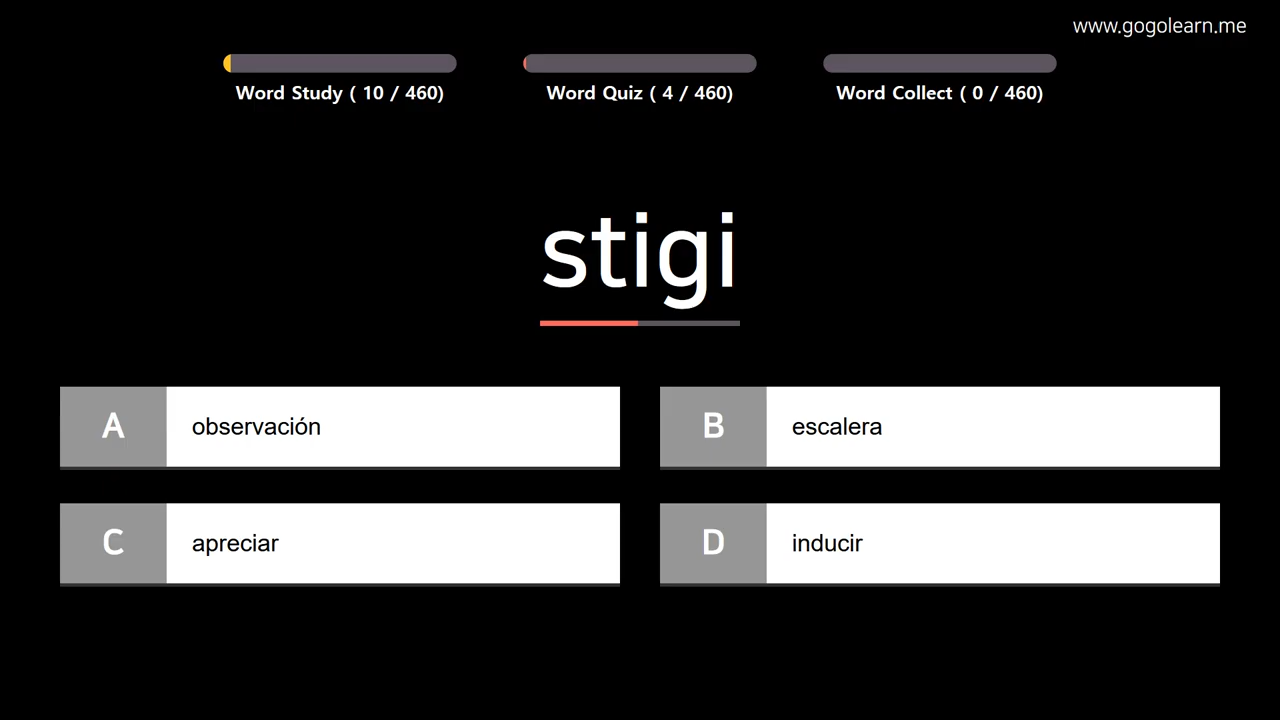 www.gogolearn.me
Word Study ( 10 / 460)
Word Quiz ( 4 / 460)
Word Collect ( 0 / 460)
stigi
A observación
B escalera
C apreciar
D inducir